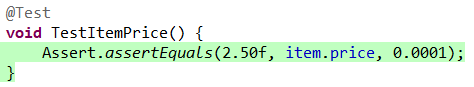 @Test
void TestItemPrice() {
    Assert.assertEquals(2.50f, item.price, 0.0001);
}